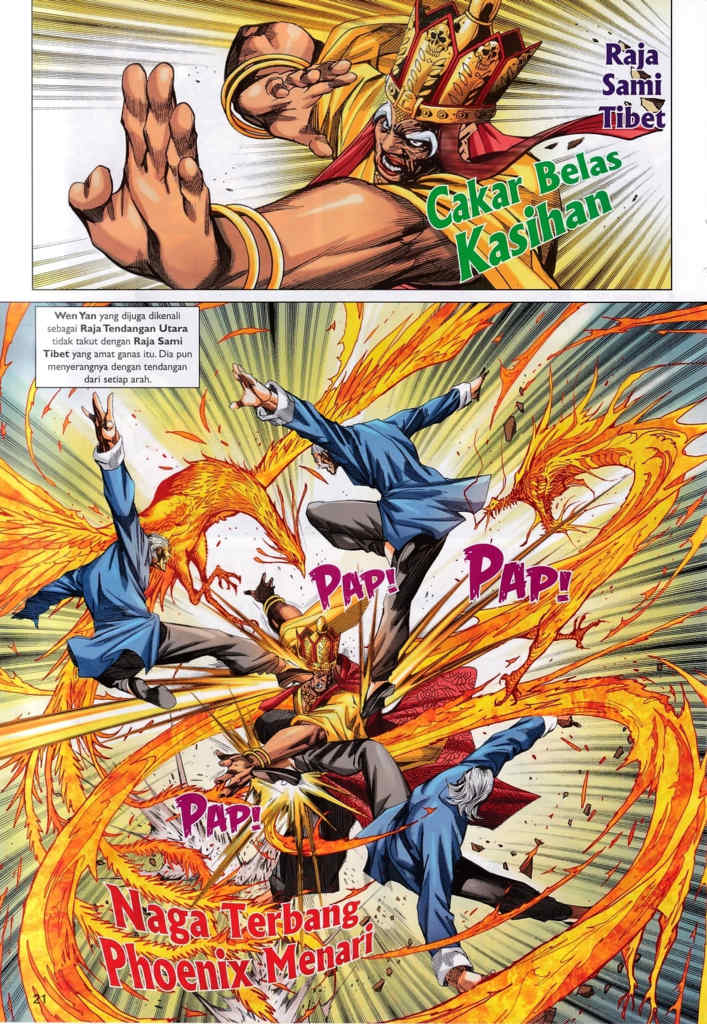 Raja
Sami
Tibet
Cakar Belas
Kasihan
Wen Yan yang dijuga dikenali
sebagai Raja Tendangan Utara
tidak takut dengan Raja Sami
Tibet yang amat ganas itu. Dia pun
menyerangnya dengan tendangan
dari setiap arah.
PAP!
PAP!
PAP!
Naga Terbang
Phoenix Menari
21